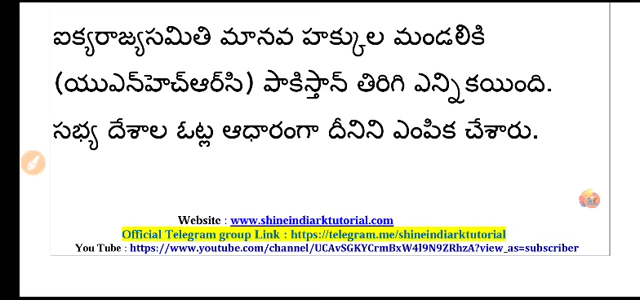 ఐక్యరాజ్యసమితి మానవ హక్కుల మండలికి
(యుఎన్‌హెచ్‌ఆర్‌సి) పాకిస్తాన్ తిరిగి ఎన్నికయింది.
సభ్య దేశాల ఓట్ల ఆధారంగా దీనిని ఎంపిక చేశారు.
Website : www.shineindiarktutorial.com
Official Telegram group Link : https://telegram.me/shineindiarktutorial
You Tube : https://www.youtube.com/channel/UCAvSGKYCrmBxW4l9N9ZRhzA?view_as=subscriber